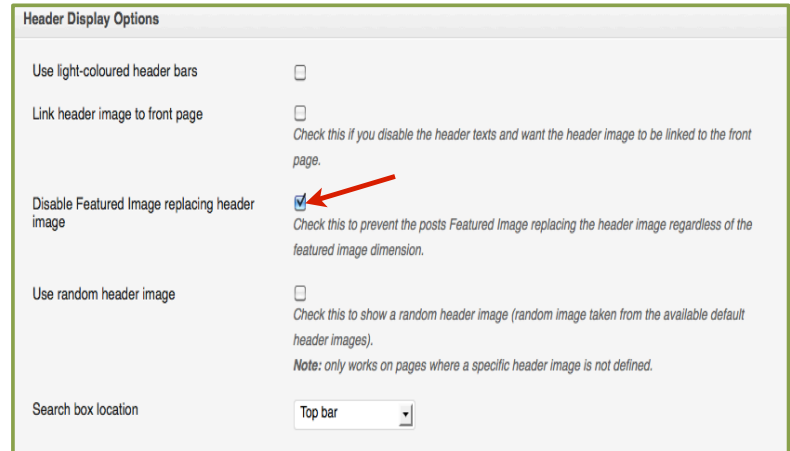 Header Display Options
Use light-coloured header bars
Link header image to front page
Check this if you disable the header texts and want the header image to be linked to the front
page.
Disable Featured Image replacing header
image
Check this to prevent the posts Featured Image replacing the header image regardless of the
featured image dimension.
Use random header image
Check this to show a random header image (random image taken from the available default
header images).
Note: only works on pages where a specific header image is not defined.
Search box location
Top bar